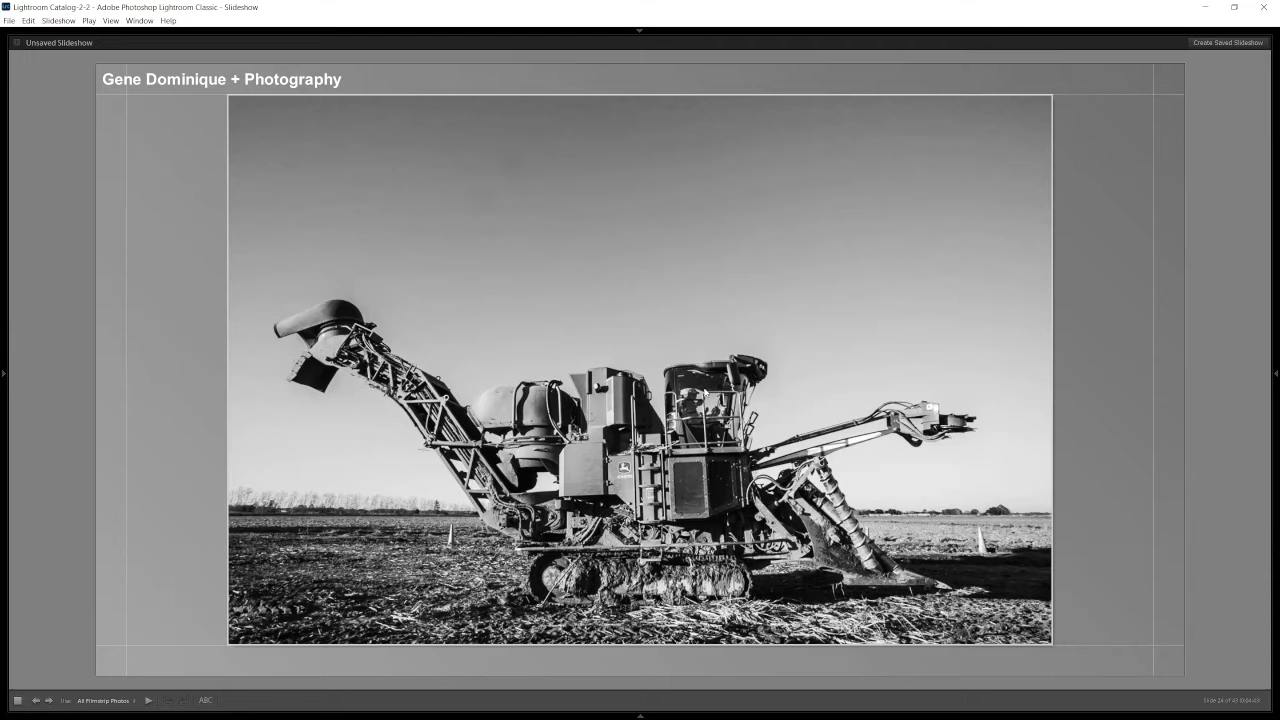 Lightroom Catalog-2-2 - Adobe Photoshop Lightroom Classic - Slideshow
File Edit Slideshow Play View Window Help
Unsaved Slideshow
Create Saved Slideshow
Gene Dominique + Photography
Use: All Filmstrip Photos
ABC